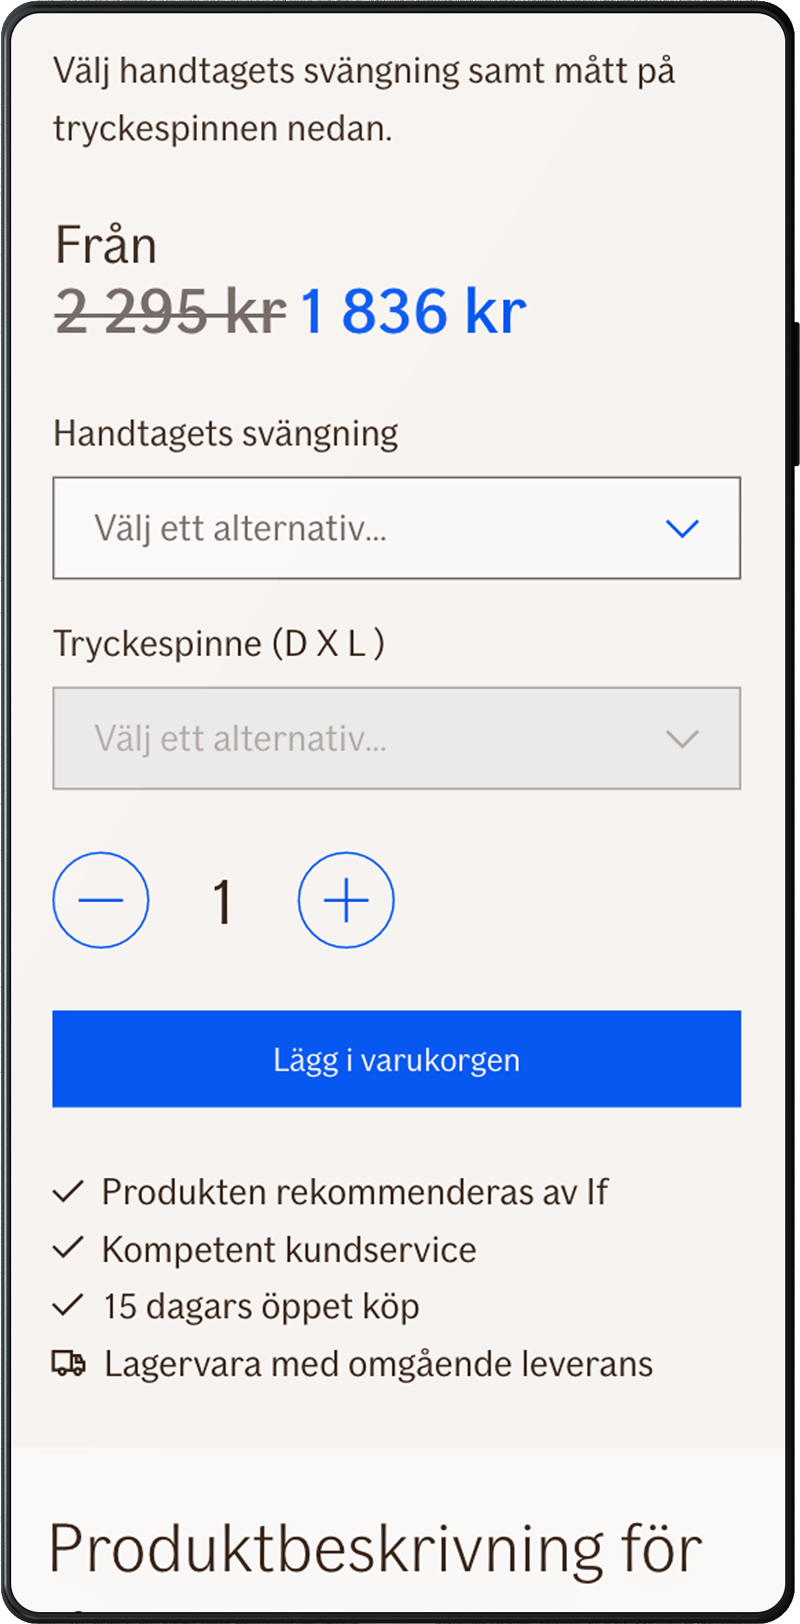 Välj handtagets svängning samt mått på
tryckespinnen nedan.
Från
2 295 kr 1 836 kr
Handtagets svängning
Välj ett alternativ...
Tryckespinne (D X L )
Välj ett alternativ...
1
Lägg i varukorgen
Produkten rekommenderas av If
Kompetent kundservice
15 dagars öppet köp
Lagervara med omgående leverans
Produktbeskrivning för